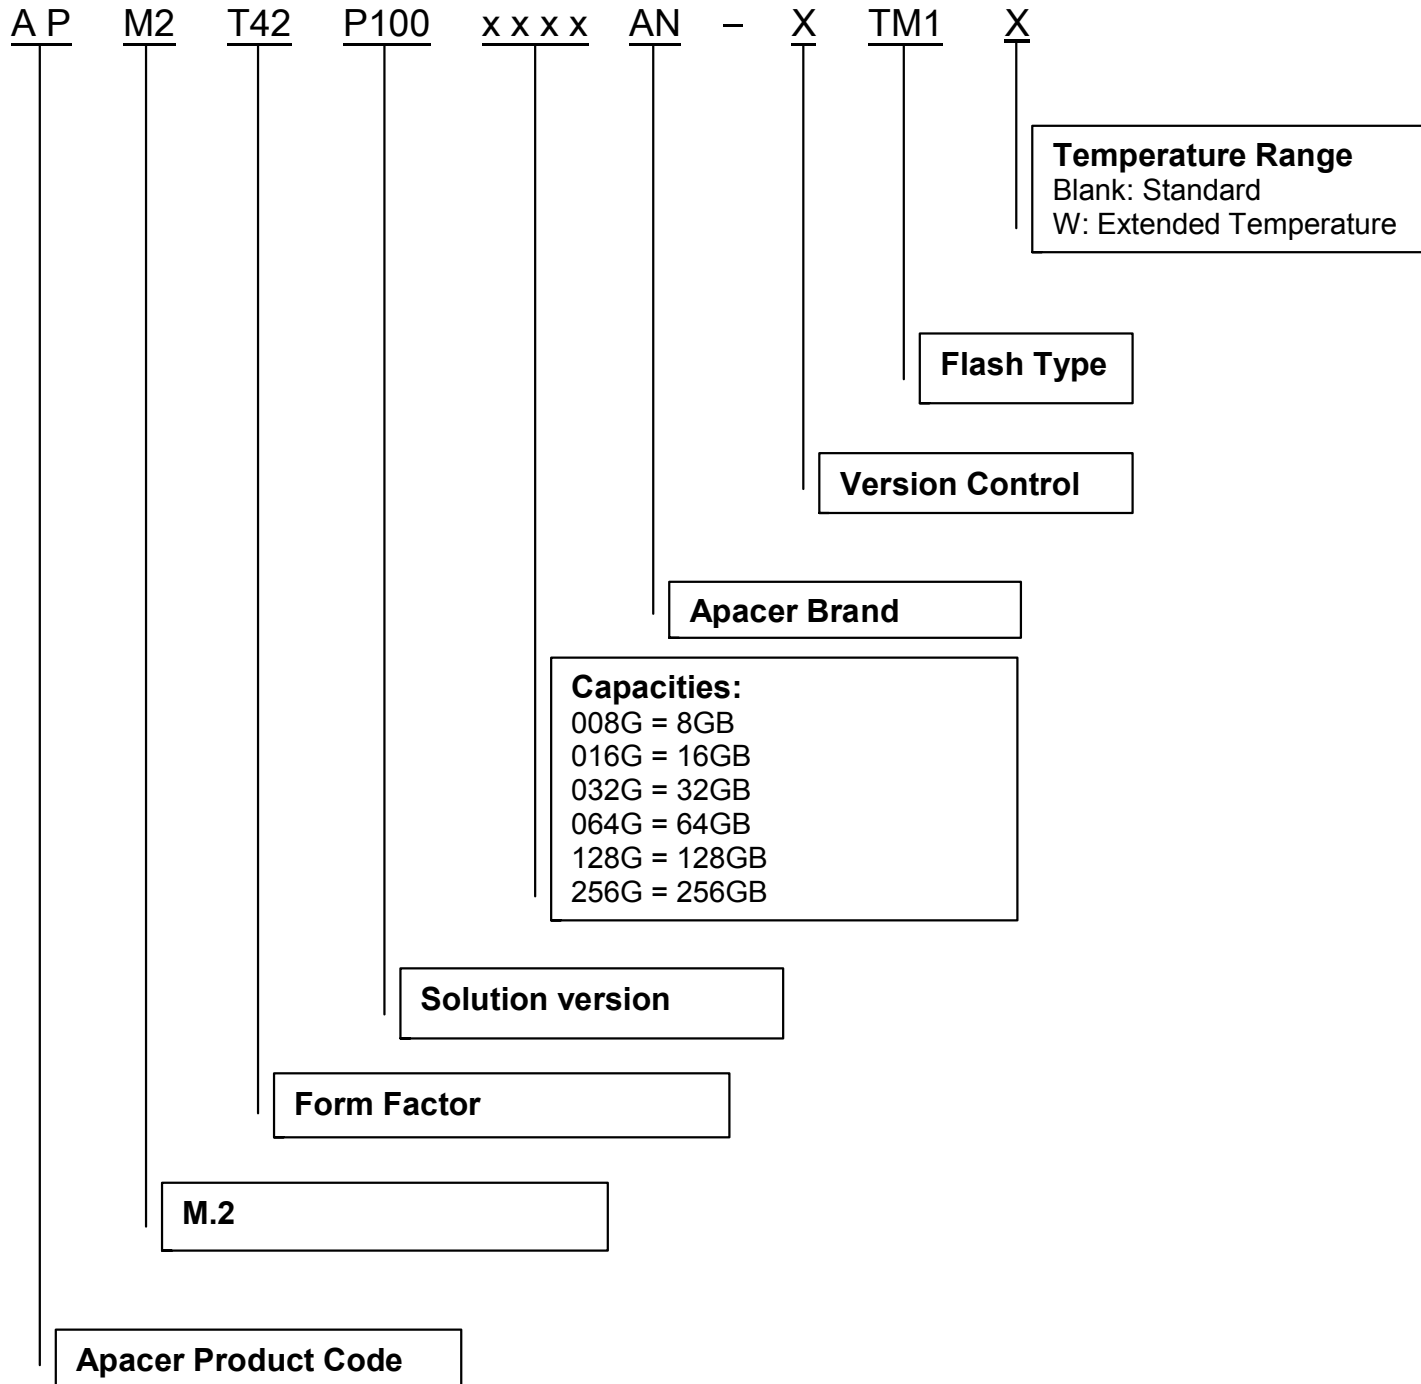 A P M2 T42 P100 x x x x AN – X TM1 X
Temperature Range
Blank: Standard
W: Extended Temperature
Flash Type
Version Control
Apacer Brand
Capacities:
008G = 8GB
016G = 16GB
032G = 32GB
064G = 64GB
128G = 128GB
256G = 256GB
Solution version
Form Factor
M.2
Apacer Product Code